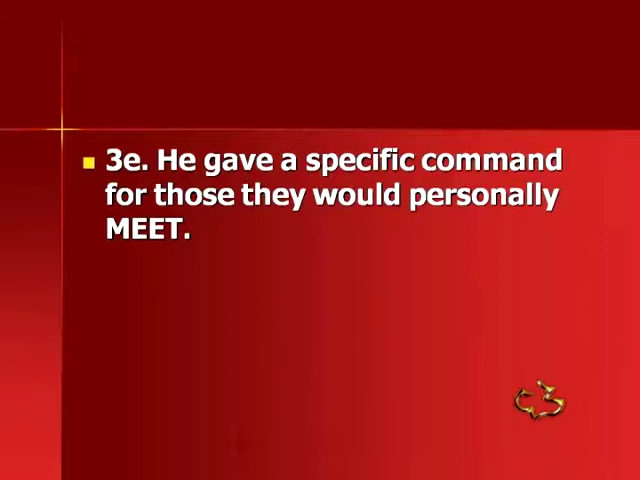 3e. He gave a specific command
for those they would personally
MEET.